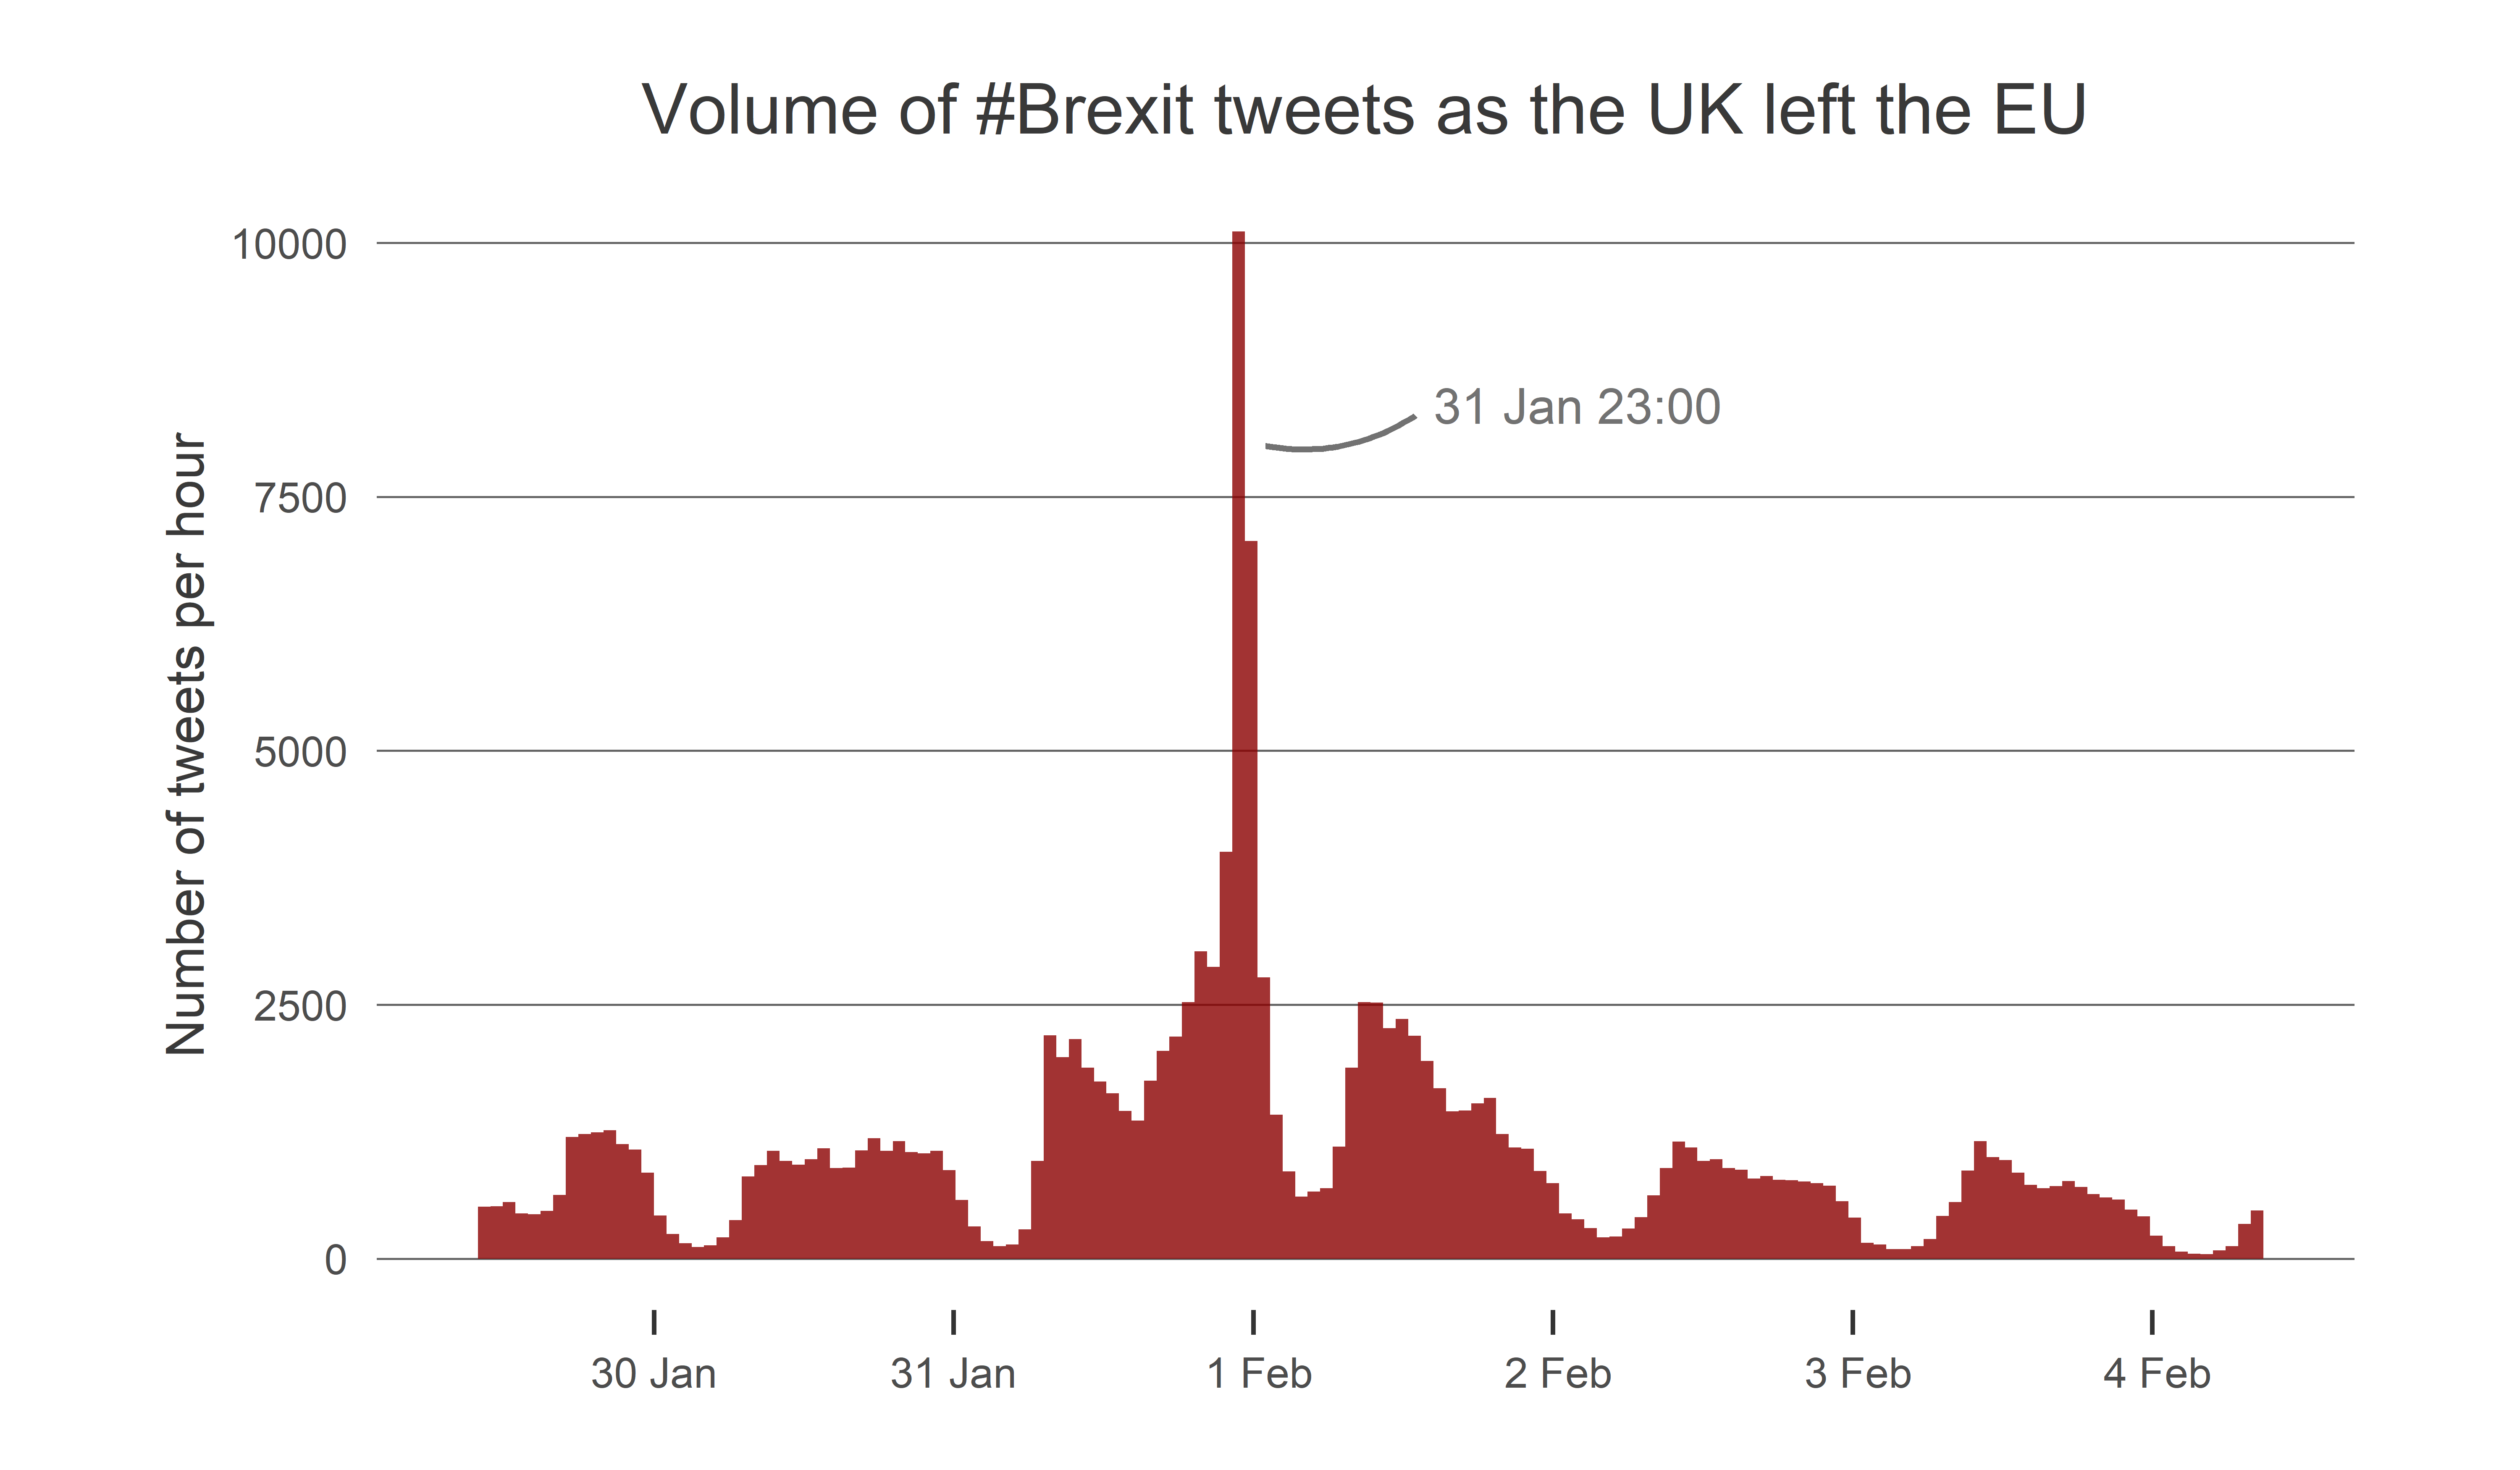 Volume of #Brexit tweets as the UK left the EU
Number of tweets per hour
10000
7500
5000
2500
0
31 Jan 23:00
30 Jan
31 Jan
1 Feb
2 Feb
3 Feb
4 Feb